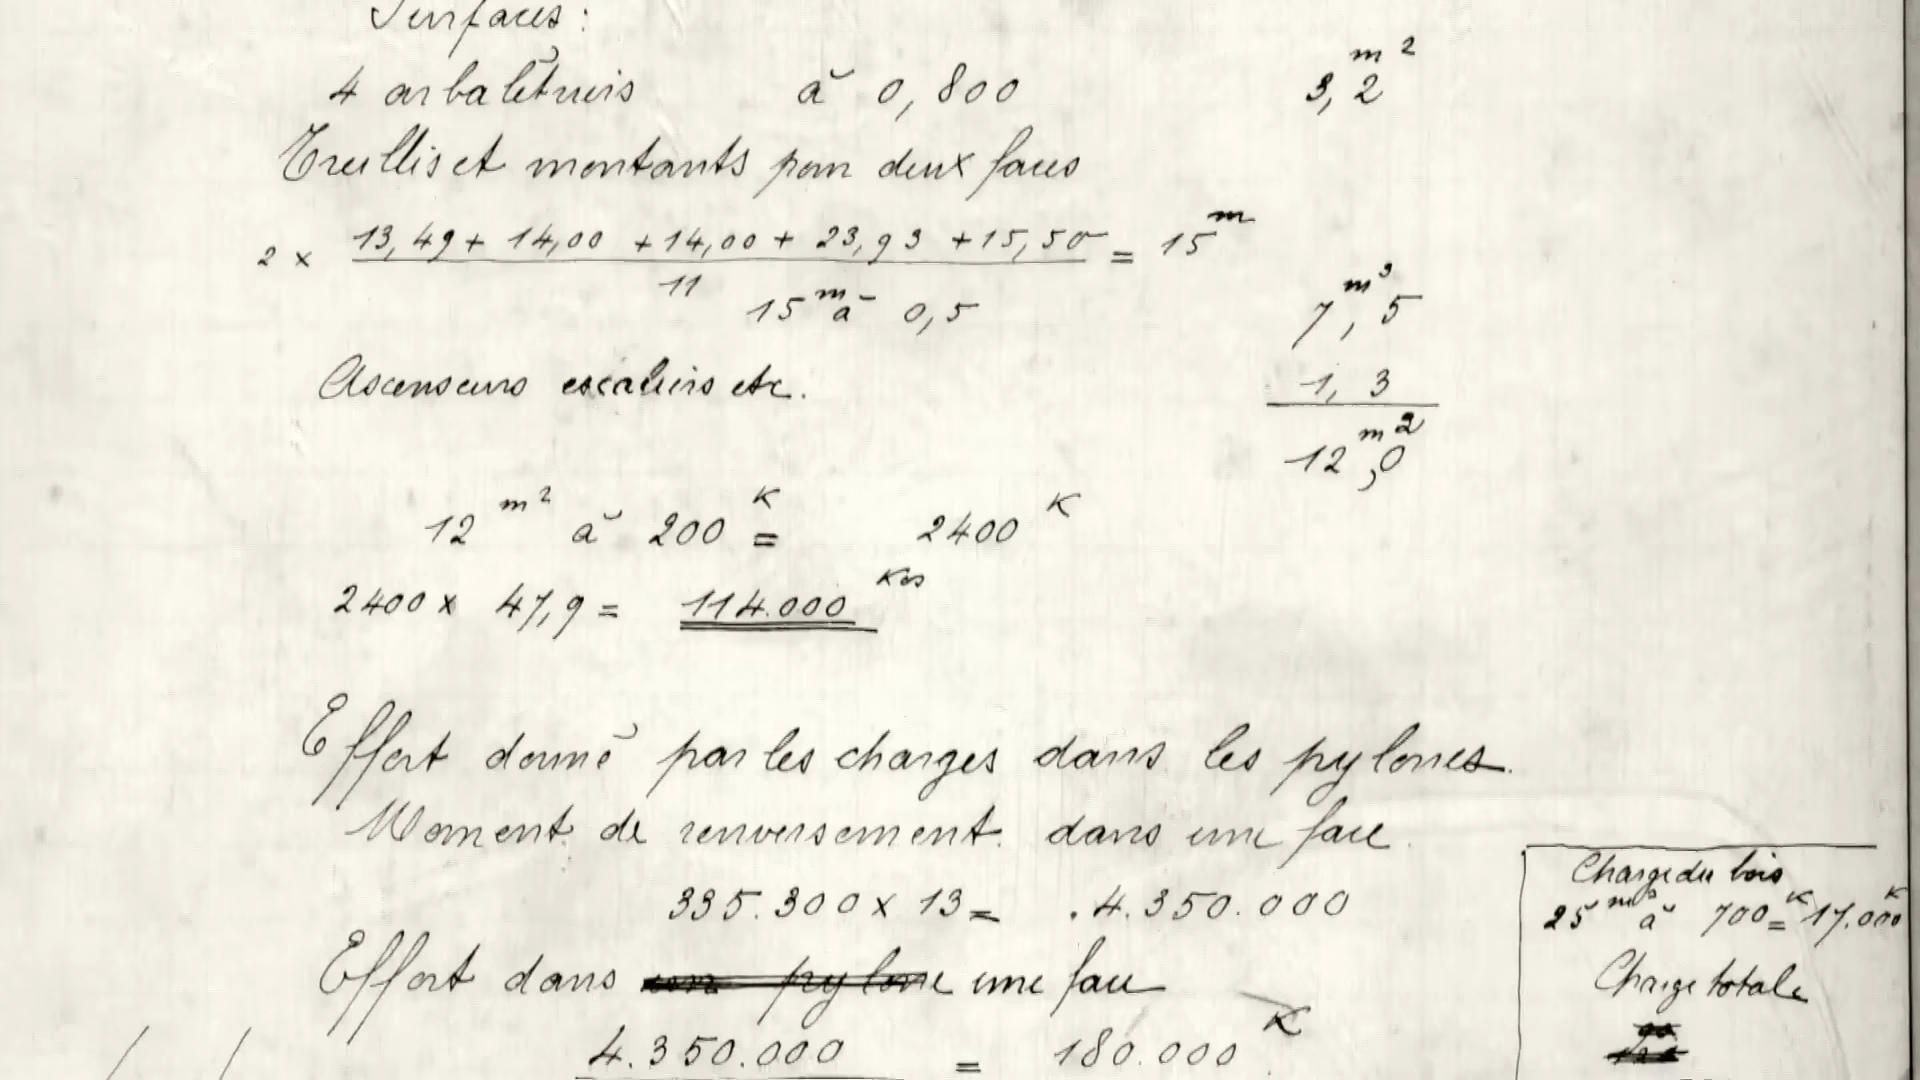 Surfaces :
4 arbalétriers à 0,800 3,2 m²
Treillis et montants pour deux faces
2 × 13,49 + 14,00 + 14,00 + 23,93 + 15,50 = 15 m
11
15 m à 0,5 7,5 m²
Ascenseurs escaliers etc. 1,3
12,0 m²
12 m² à 200 K = 2400 K
2400 × 47,9 = 114.000 Kos
Effort donné par les charges dans les pylones.
Moment de renversement dans une face
335.300 × 13 = 4.350.000
Effort dans un pylone une face
4.350.000 = 180.000 K
Charge du bois
25 m³ à 700 K = 17.000 K
Charge totale